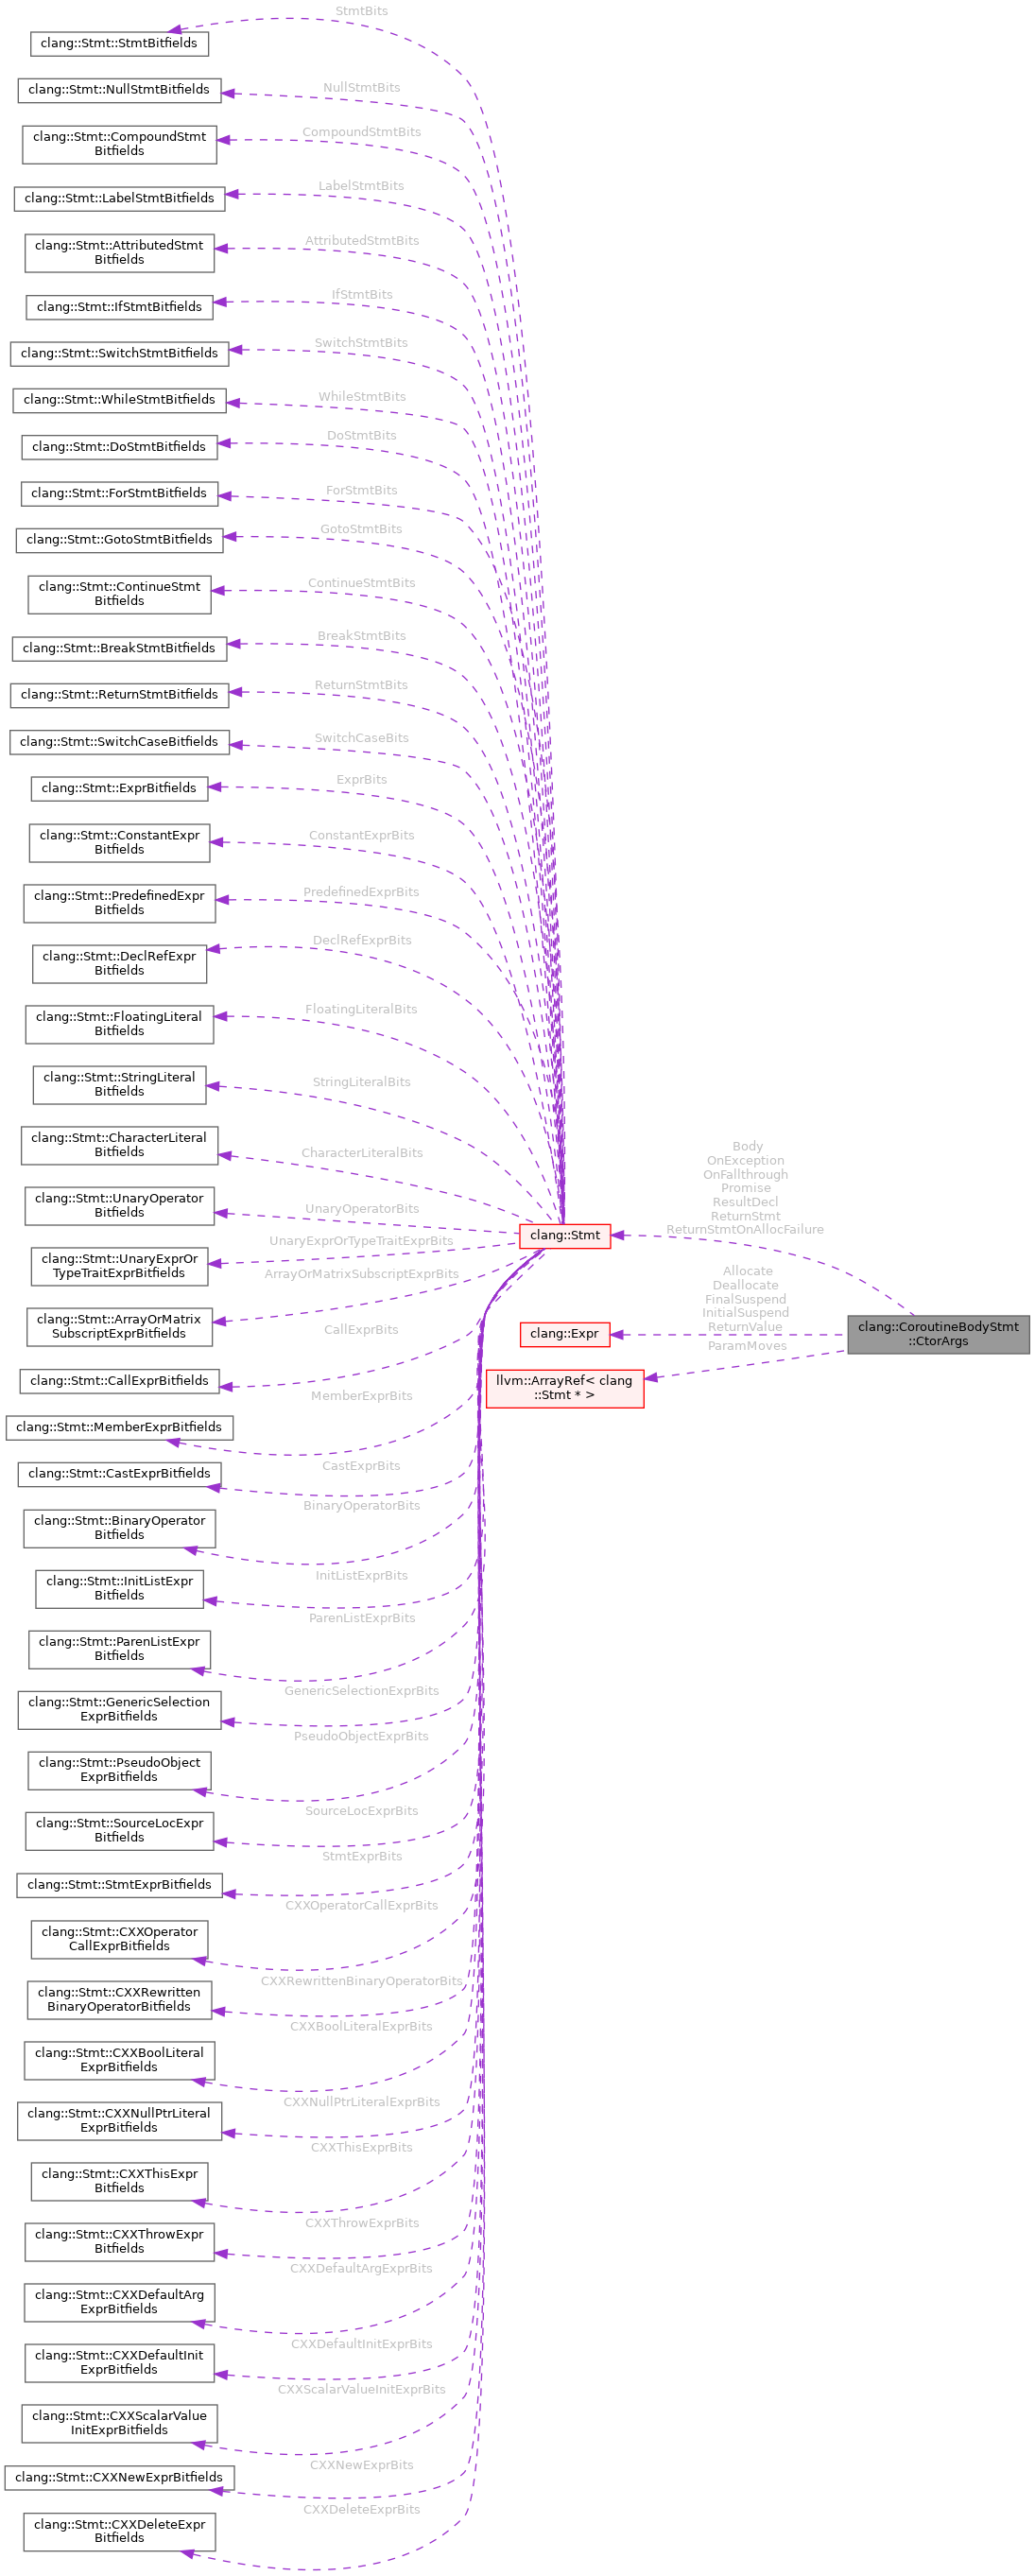 StmtBits
clang::Stmt::StmtBitfields
NullStmtBits
clang::Stmt::NullStmtBitfields
CompoundStmtBits
clang::Stmt::CompoundStmt
Bitfields
LabelStmtBits
clang::Stmt::LabelStmtBitfields
AttributedStmtBits
clang::Stmt::AttributedStmt
Bitfields
IfStmtBits
clang::Stmt::IfStmtBitfields
SwitchStmtBits
clang::Stmt::SwitchStmtBitfields
WhileStmtBits
clang::Stmt::WhileStmtBitfields
DoStmtBits
clang::Stmt::DoStmtBitfields
ForStmtBits
clang::Stmt::ForStmtBitfields
GotoStmtBits
clang::Stmt::GotoStmtBitfields
ContinueStmtBits
clang::Stmt::ContinueStmt
Bitfields
BreakStmtBits
clang::Stmt::BreakStmtBitfields
ReturnStmtBits
clang::Stmt::ReturnStmtBitfields
SwitchCaseBits
clang::Stmt::SwitchCaseBitfields
ExprBits
clang::Stmt::ExprBitfields
ConstantExprBits
clang::Stmt::ConstantExpr
Bitfields
PredefinedExprBits
clang::Stmt::PredefinedExpr
Bitfields
DeclRefExprBits
clang::Stmt::DeclRefExpr
Bitfields
FloatingLiteralBits
clang::Stmt::FloatingLiteral
Bitfields
StringLiteralBits
clang::Stmt::StringLiteral
Bitfields
CharacterLiteralBits
clang::Stmt::CharacterLiteral
Bitfields
UnaryOperatorBits
clang::Stmt::UnaryOperator
Bitfields
UnaryExprOrTypeTraitExprBits
clang::Stmt::UnaryExprOr
TypeTraitExprBitfields
ArrayOrMatrixSubscriptExprBits
clang::Stmt::ArrayOrMatrix
SubscriptExprBitfields
CallExprBits
clang::Stmt::CallExprBitfields
MemberExprBits
clang::Stmt::MemberExprBitfields
CastExprBits
clang::Stmt::CastExprBitfields
BinaryOperatorBits
clang::Stmt::BinaryOperator
Bitfields
InitListExprBits
clang::Stmt::InitListExpr
Bitfields
ParenListExprBits
clang::Stmt::ParenListExpr
Bitfields
GenericSelectionExprBits
clang::Stmt::GenericSelection
ExprBitfields
PseudoObjectExprBits
clang::Stmt::PseudoObject
ExprBitfields
SourceLocExprBits
clang::Stmt::SourceLocExpr
Bitfields
StmtExprBits
clang::Stmt::StmtExprBitfields
CXXOperatorCallExprBits
clang::Stmt::CXXOperator
CallExprBitfields
CXXRewrittenBinaryOperatorBits
clang::Stmt::CXXRewritten
BinaryOperatorBitfields
CXXBoolLiteralExprBits
clang::Stmt::CXXBoolLiteral
ExprBitfields
CXXNullPtrLiteralExprBits
clang::Stmt::CXXNullPtrLiteral
ExprBitfields
CXXThisExprBits
clang::Stmt::CXXThisExpr
Bitfields
CXXThrowExprBits
clang::Stmt::CXXThrowExpr
Bitfields
CXXDefaultArgExprBits
clang::Stmt::CXXDefaultArg
ExprBitfields
CXXDefaultInitExprBits
clang::Stmt::CXXDefaultInit
ExprBitfields
CXXScalarValueInitExprBits
clang::Stmt::CXXScalarValue
InitExprBitfields
CXXNewExprBits
clang::Stmt::CXXNewExprBitfields
CXXDeleteExprBits
clang::Stmt::CXXDeleteExpr
Bitfields
clang::Stmt
clang::Expr
llvm::ArrayRef< clang
::Stmt * >
Body
OnException
OnFallthrough
Promise
ResultDecl
ReturnStmt
ReturnStmtOnAllocFailure
Allocate
Deallocate
FinalSuspend
InitialSuspend
ReturnValue
ParamMoves
clang::CoroutineBodyStmt
::CtorArgs